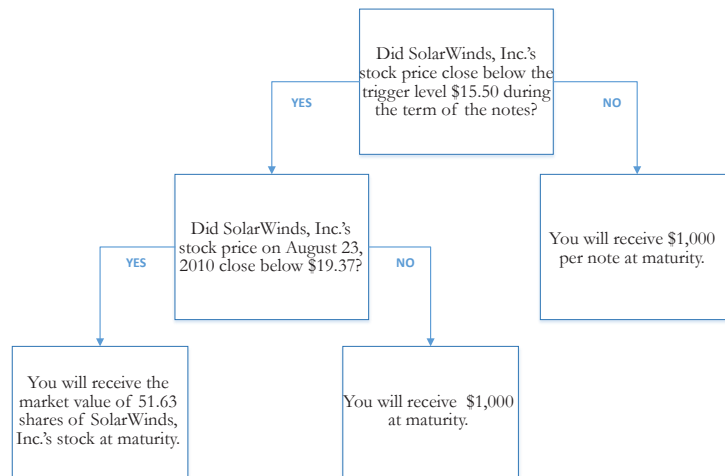 Did SolarWinds, Inc.'s
stock price close below the
trigger level $15.50 during
the term of the notes?
YES
NO
Did SolarWinds, Inc.'s
stock price on August 23,
2010 close below $19.37?
You will receive $1,000
per note at maturity.
YES
NO
You will receive the
market value of 51.63
shares of SolarWinds,
Inc.'s stock at maturity.
You will receive $1,000
at maturity.